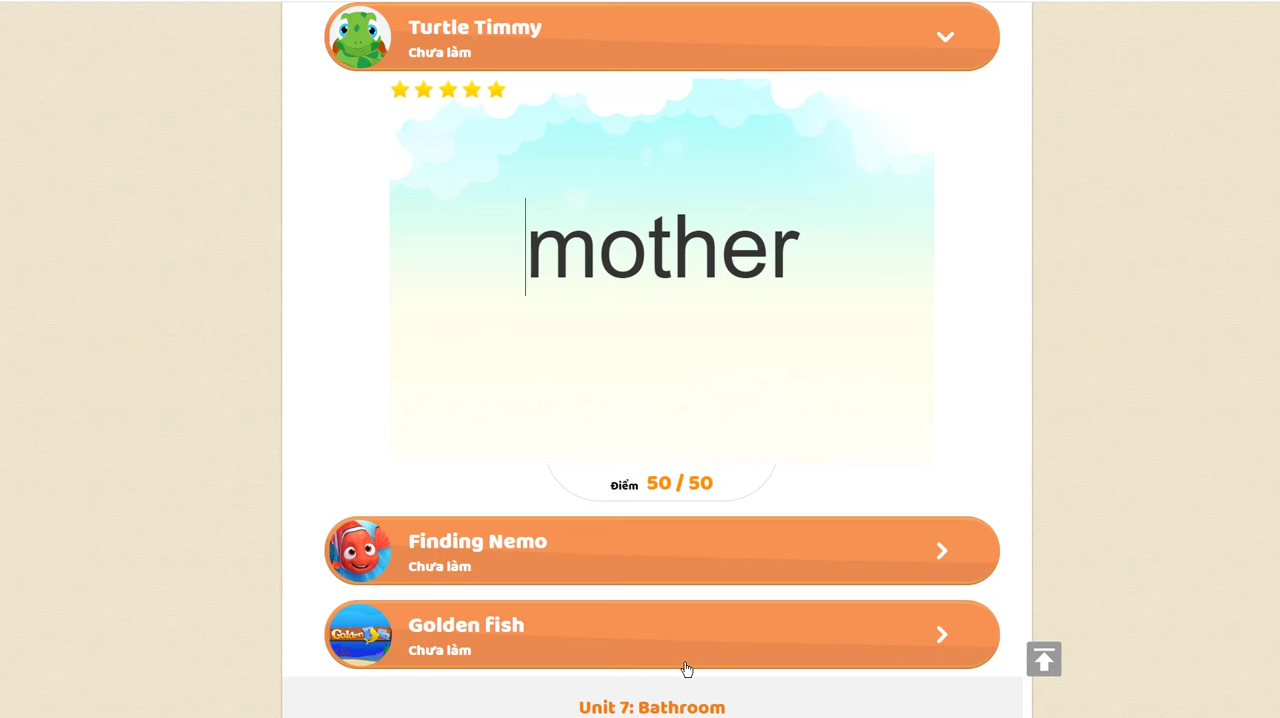 Turtle Timmy
Chưa làm
mother
Điểm 50 / 50
Finding Nemo
Chưa làm
Golden
Golden fish
Chưa làm
Unit 7: Bathroom